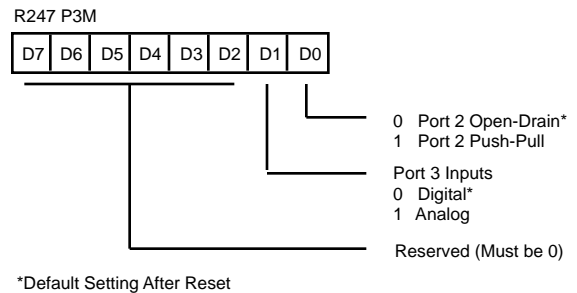 R247 P3M
D7 D6 D5 D4 D3 D2 D1 D0
0 Port 2 Open-Drain*
1 Port 2 Push-Pull
Port 3 Inputs
0 Digital*
1 Analog
Reserved (Must be 0)
*Default Setting After Reset